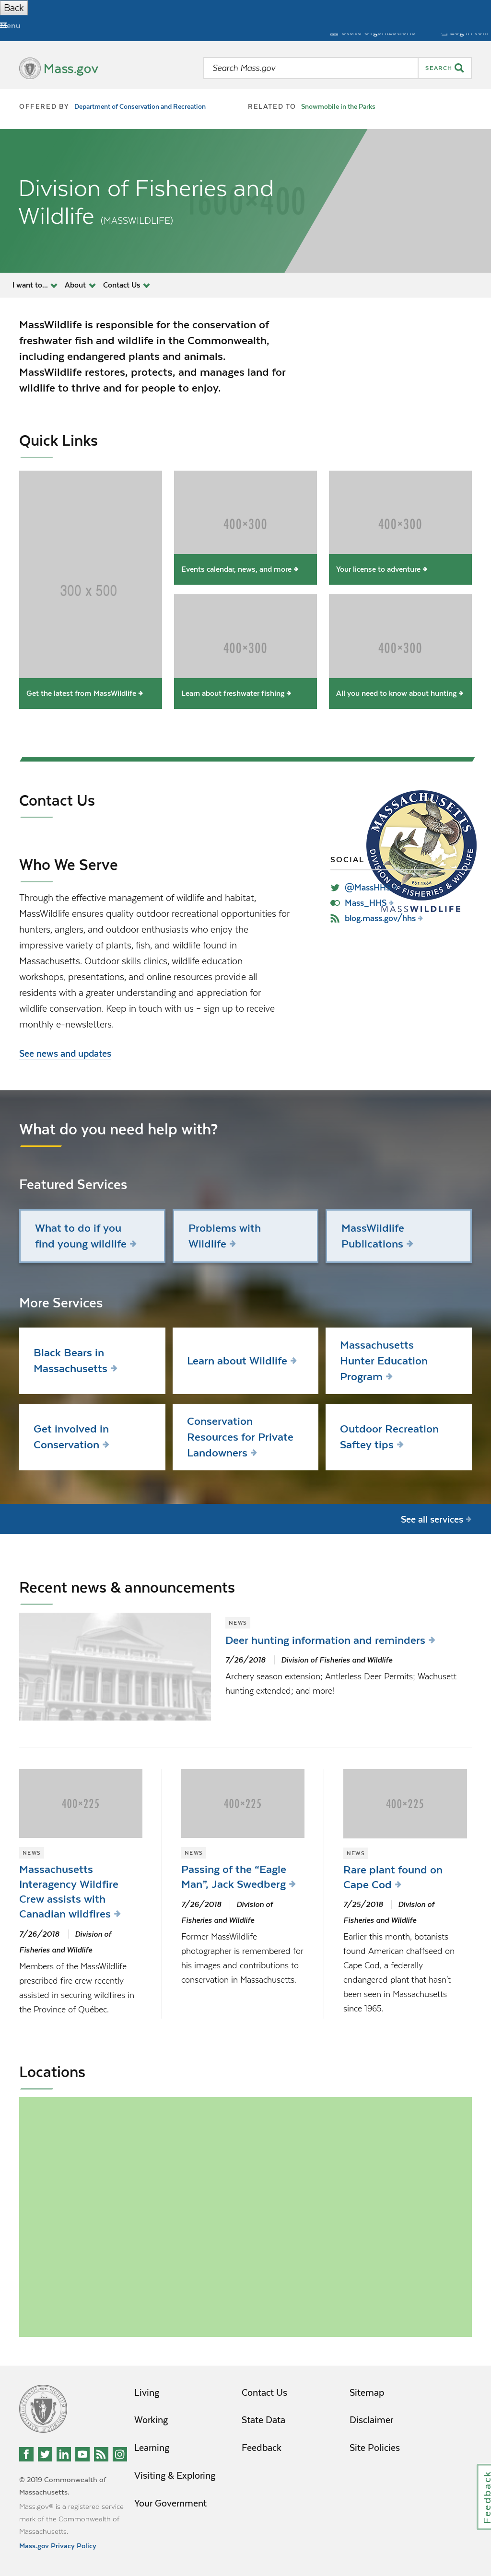 Back
Menu
State Organizations
Log in to...
Mass.gov
Search Mass.gov
SEARCH
OFFERED BY Department of Conservation and Recreation
RELATED TO Snowmobile in the Parks
1600×400
Division of Fisheries and
Wildlife (MASSWILDLIFE)
I want to... About Contact Us
MassWildlife is responsible for the conservation of
freshwater fish and wildlife in the Commonwealth,
including endangered plants and animals.
MassWildlife restores, protects, and manages land for
wildlife to thrive and for people to enjoy.
Quick Links
300 x 500
Get the latest from MassWildlife
400×300
Events calendar, news, and more
400×300
Your license to adventure
400×300
Learn about freshwater fishing
400×300
All you need to know about hunting
Contact Us
MASSACHUSETTS
DIVISION OF FISHERIES & WILDLIFE
EST. 1866
MASSWILDLIFE
SOCIAL
@MassHHS
Mass_HHS
blog.mass.gov/hhs
Who We Serve
Through the effective management of wildlife and habitat,
MassWildlife ensures quality outdoor recreational opportunities for
hunters, anglers, and outdoor enthusiasts who enjoy the
impressive variety of plants, fish, and wildlife found in
Massachusetts. Outdoor skills clinics, wildlife education
workshops, presentations, and online resources provide all
residents with a greater understanding and appreciation for
wildlife conservation. Keep in touch with us – sign up to receive
monthly e-newsletters.
See news and updates
What do you need help with?
Featured Services
What to do if you
find young wildlife
Problems with
Wildlife
MassWildlife
Publications
More Services
Black Bears in
Massachusetts
Learn about Wildlife
Massachusetts
Hunter Education
Program
Get involved in
Conservation
Conservation
Resources for Private
Landowners
Outdoor Recreation
Saftey tips
See all services
Recent news & announcements
NEWS
Deer hunting information and reminders
7/26/2018 Division of Fisheries and Wildlife
Archery season extension; Antlerless Deer Permits; Wachusett
hunting extended; and more!
400×225
NEWS
Massachusetts
Interagency Wildfire
Crew assists with
Canadian wildfires
7/26/2018 Division of
Fisheries and Wildlife
Members of the MassWildlife
prescribed fire crew recently
assisted in securing wildfires in
the Province of Québec.
400×225
NEWS
Passing of the “Eagle
Man”, Jack Swedberg
7/26/2018 Division of
Fisheries and Wildlife
Former MassWildlife
photographer is remembered for
his images and contributions to
conservation in Massachusetts.
400×225
NEWS
Rare plant found on
Cape Cod
7/25/2018 Division of
Fisheries and Wildlife
Earlier this month, botanists
found American chaffseed on
Cape Cod, a federally
endangered plant that hasn't
been seen in Massachusetts
since 1965.
Locations
Living
Working
Learning
Visiting & Exploring
Your Government
Contact Us
State Data
Feedback
Sitemap
Disclaimer
Site Policies
© 2019 Commonwealth of
Massachusetts.
Mass.gov® is a registered service
mark of the Commonwealth of
Massachusetts.
Mass.gov Privacy Policy
Feedback